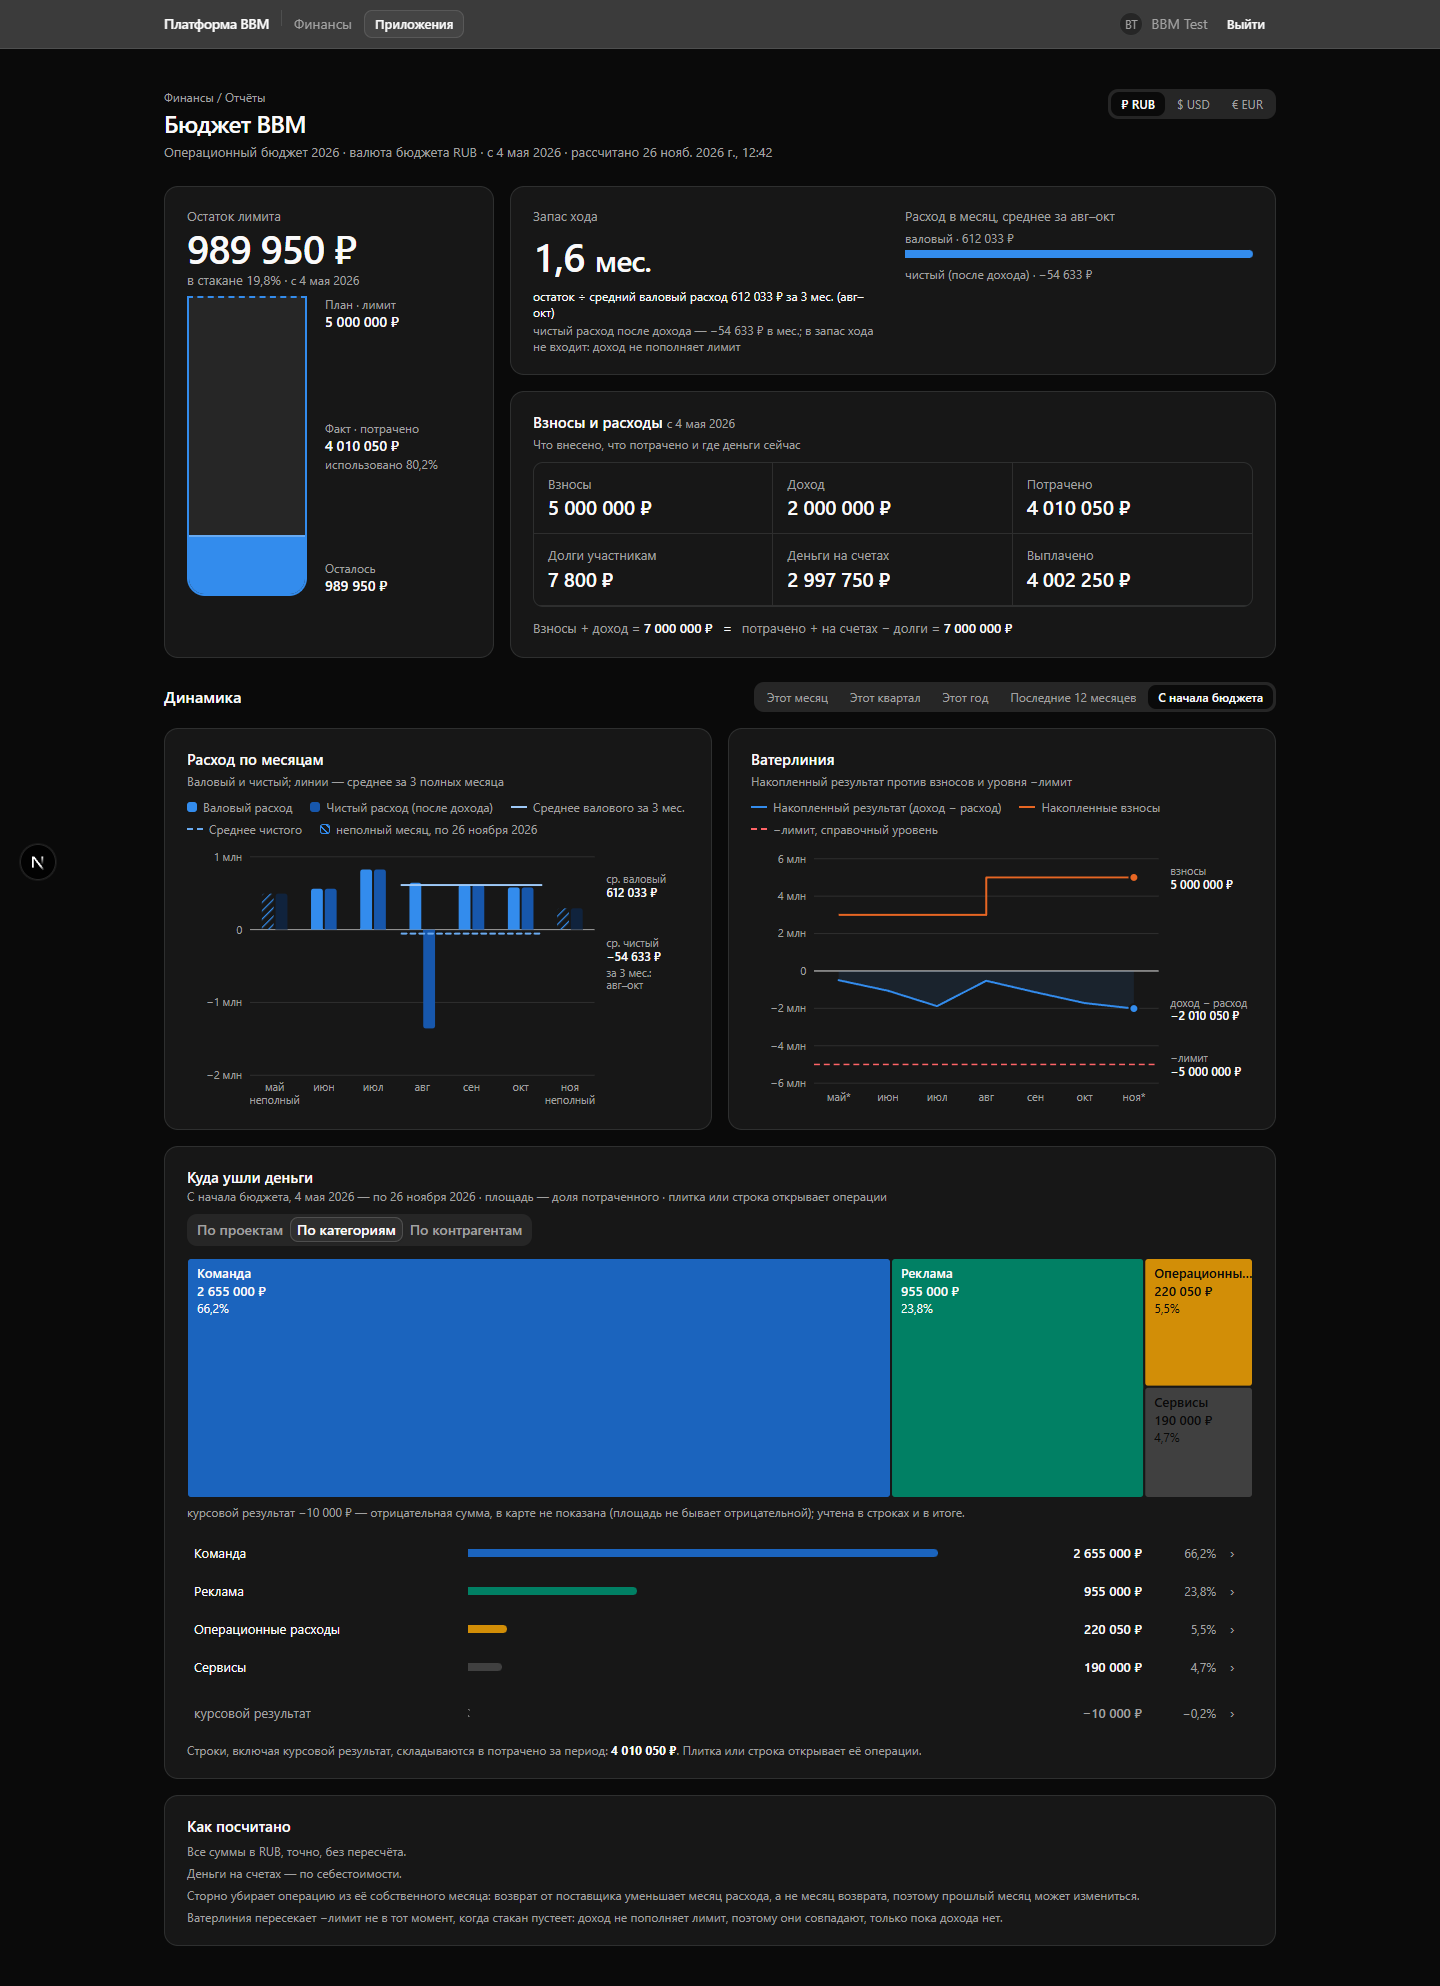 Платформа BBM
Финансы
Приложения
BT
BBM Test
Выйти
Финансы / Отчёты
Бюджет BBM
Операционный бюджет 2026 · валюта бюджета RUB · с 4 мая 2026 · рассчитано 26 нояб. 2026 г., 12:42
₽ RUB
$ USD
€ EUR
Остаток лимита
989 950 ₽
в стакане 19,8% · с 4 мая 2026
План · лимит
5 000 000 ₽
Факт · потрачено
4 010 050 ₽
использовано 80,2%
Осталось
989 950 ₽
Запас хода
1,6 мес.
остаток ÷ средний валовый расход 612 033 ₽ за 3 мес. (авг–
окт)
чистый расход после дохода — −54 633 ₽ в мес.; в запас хода
не входит: доход не пополняет лимит
Расход в месяц, среднее за авг–окт
валовый · 612 033 ₽
чистый (после дохода) · −54 633 ₽
Взносы и расходы с 4 мая 2026
Что внесено, что потрачено и где деньги сейчас
Взносы
5 000 000 ₽
Доход
2 000 000 ₽
Потрачено
4 010 050 ₽
Долги участникам
7 800 ₽
Деньги на счетах
2 997 750 ₽
Выплачено
4 002 250 ₽
Взносы + доход = 7 000 000 ₽ = потрачено + на счетах − долги = 7 000 000 ₽
Динамика
Этот месяц
Этот квартал
Этот год
Последние 12 месяцев
С начала бюджета
Расход по месяцам
Валовый и чистый; линии — среднее за 3 полных месяца
Валовый расход
Чистый расход (после дохода)
Среднее валового за 3 мес.
Среднее чистого
неполный месяц, по 26 ноября 2026
1 млн
0
−1 млн
−2 млн
ср. валовый
612 033 ₽
ср. чистый
−54 633 ₽
за 3 мес.:
авг–окт
май
неполный
июн
июл
авг
сен
окт
ноя
неполный
Ватерлиния
Накопленный результат против взносов и уровня −лимит
Накопленный результат (доход − расход)
Накопленные взносы
−лимит, справочный уровень
6 млн
4 млн
2 млн
0
−2 млн
−4 млн
−6 млн
взносы
5 000 000 ₽
доход − расход
−2 010 050 ₽
−лимит
−5 000 000 ₽
май*
июн
июл
авг
сен
окт
ноя*
Куда ушли деньги
С начала бюджета, 4 мая 2026 — по 26 ноября 2026 · площадь — доля потраченного · плитка или строка открывает операции
По проектам
По категориям
По контрагентам
Команда
2 655 000 ₽
66,2%
Реклама
955 000 ₽
23,8%
Операционны...
220 050 ₽
5,5%
Сервисы
190 000 ₽
4,7%
курсовой результат −10 000 ₽ — отрицательная сумма, в карте не показана (площадь не бывает отрицательной); учтена в строках и в итоге.
Команда 2 655 000 ₽ 66,2% ›
Реклама 955 000 ₽ 23,8% ›
Операционные расходы 220 050 ₽ 5,5% ›
Сервисы 190 000 ₽ 4,7% ›
курсовой результат −10 000 ₽ −0,2% ›
Строки, включая курсовой результат, складываются в потрачено за период: 4 010 050 ₽. Плитка или строка открывает её операции.
Как посчитано
Все суммы в RUB, точно, без пересчёта.
Деньги на счетах — по себестоимости.
Сторно убирает операцию из её собственного месяца: возврат от поставщика уменьшает месяц расхода, а не месяц возврата, поэтому прошлый месяц может измениться.
Ватерлиния пересекает −лимит не в тот момент, когда стакан пустеет: доход не пополняет лимит, поэтому они совпадают, только пока дохода нет.
N